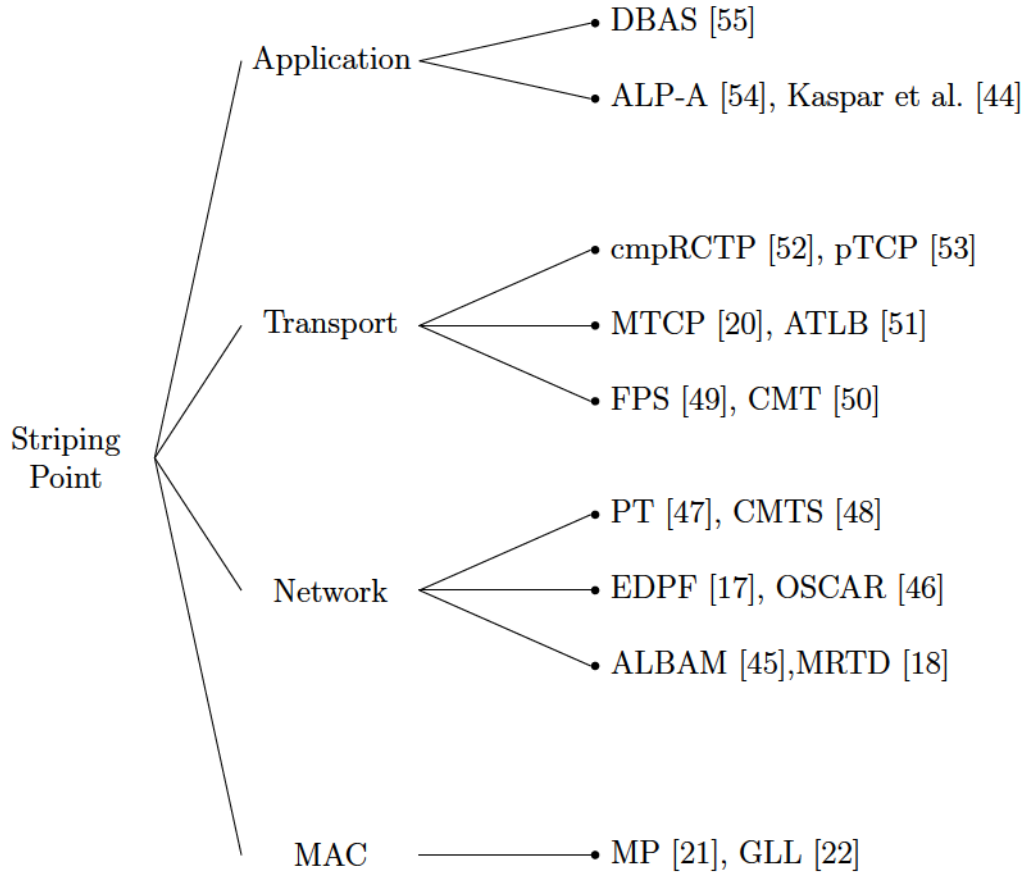 DBAS [55]
Application
ALP-A [54], Kaspar et al. [44]
cmpRCTP [52], pTCP [53]
Transport
MTCP [20], ATLB [51]
FPS [49], CMT [50]
Striping
Point
PT [47], CMTS [48]
Network
EDPF [17], OSCAR [46]
ALBAM [45],MRTD [18]
MAC
MP [21], GLL [22]